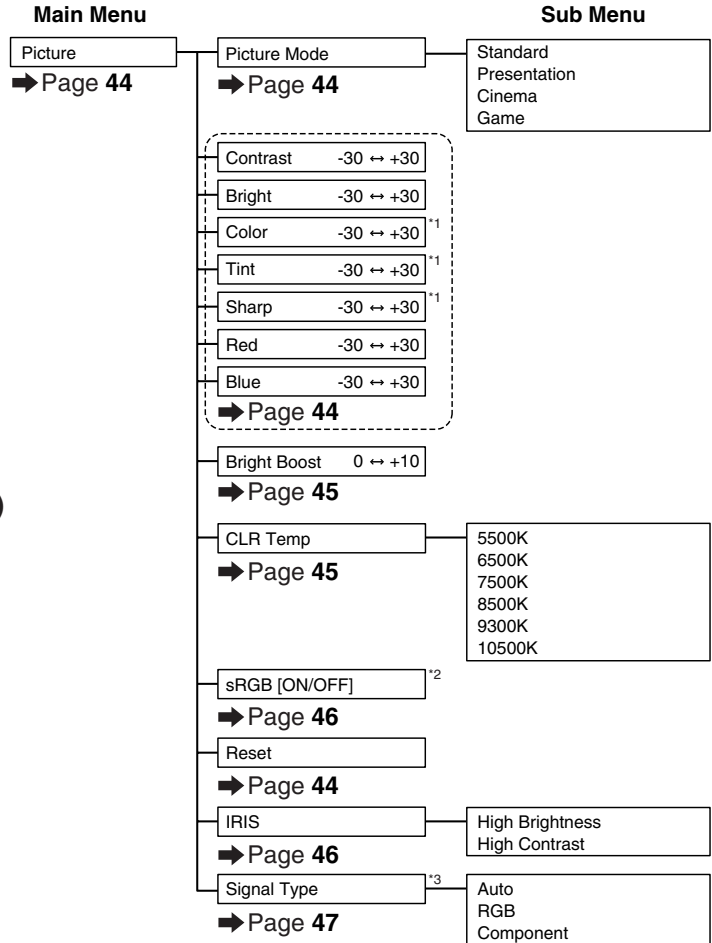 Main Menu
Sub Menu
Picture
➡Page 44
Picture Mode
➡Page 44
Standard
Presentation
Cinema
Game
Contrast -30 ↔ +30
Bright -30 ↔ +30
Color -30 ↔ +30 *1
Tint -30 ↔ +30 *1
Sharp -30 ↔ +30 *1
Red -30 ↔ +30
Blue -30 ↔ +30
➡Page 44
Bright Boost 0 ↔ +10
➡Page 45
CLR Temp
➡Page 45
5500K
6500K
7500K
8500K
9300K
10500K
sRGB [ON/OFF] *2
➡Page 46
Reset
➡Page 44
IRIS
➡Page 46
High Brightness
High Contrast
Signal Type *3
➡Page 47
Auto
RGB
Component